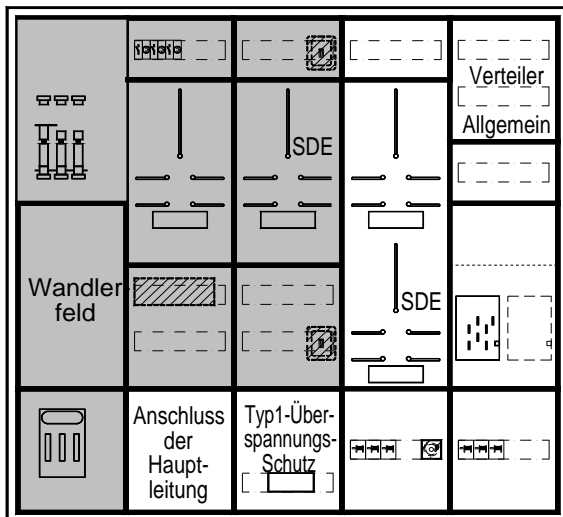 Verteiler
Allgemein
SDE
Wandler
feld
SDE
Anschluss
der
Haupt-
leitung
Typ1-Über-
spannungs-
Schutz